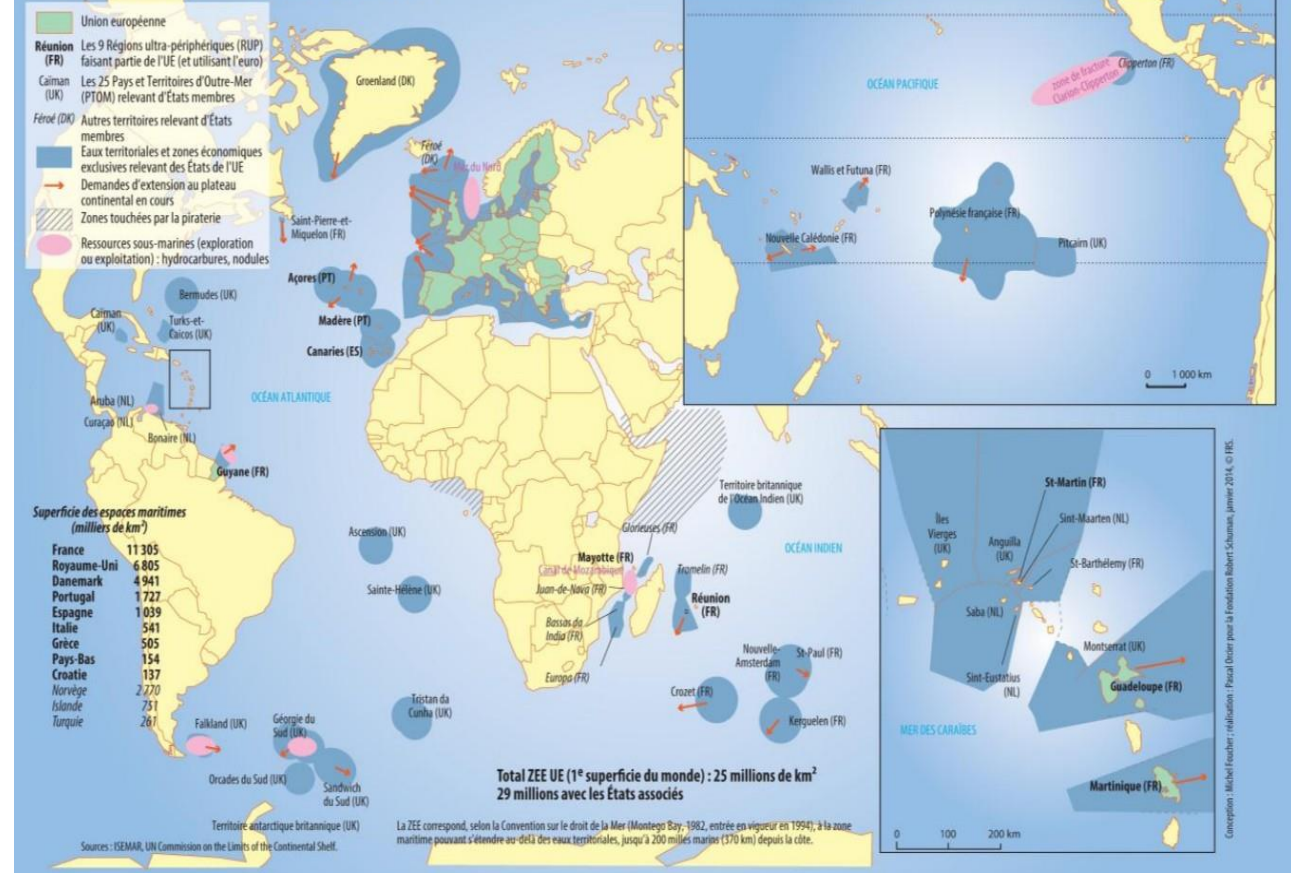 Union européenne
Réunion (FR)
Les 9 Régions ultra-périphériques (RUP)
faisant partie de l'UE (et utilisant l'euro)
Caïman (UK)
Les 25 Pays et Territoires d'Outre-Mer
(PTOM) relevant d'États membres
Féroé (DK)
Autres territoires relevant d'États
membres
Eaux territoriales et zones économiques
exclusives relevant des États de l'UE
Demandes d'extension au plateau
continental en cours
Zones touchées par la piraterie
Ressources sous-marines (exploration
ou exploitation) : hydrocarbures, nodules
Groenland (DK)
Féroé
(DK)
Mer du Nord
Saint-Pierre-et-
Miquelon (FR)
Açores (PT)
Madère (PT)
Canaries (ES)
Bermudes (UK)
Caïman
(UK)
Turks-et-
Caicos (UK)
OCÉAN ATLANTIQUE
Aruba (NL)
Curaçao (NL)
Bonaire (NL)
Guyane (FR)
Superficie des espaces maritimes
(milliers de km²)
France 11 305
Royaume-Uni 6 805
Danemark 4 941
Portugal 1 727
Espagne 1 039
Italie 541
Grèce 505
Pays-Bas 154
Croatie 137
Norvège 2 770
Islande 751
Turquie 261
Ascension (UK)
Sainte-Hélène (UK)
Tristan da
Cunha (UK)
Falkland (UK)
Géorgie du
Sud (UK)
Orcades du Sud (UK)
Sandwich
du Sud (UK)
Territoire antarctique britannique (UK)
Territoire britannique
de l'Océan Indien (UK)
Glorieuses (FR)
OCÉAN INDIEN
Mayotte (FR)
Canal de Mozambique
Tromelin (FR)
Juan-de-Nova (FR)
Réunion
(FR)
Bassas da
India (FR)
Europa (FR)
Nouvelle-
Amsterdam
(FR)
St-Paul (FR)
Crozet (FR)
Kerguelen (FR)
Total ZEE UE (1e superficie du monde) : 25 millions de km²
29 millions avec les États associés
La ZEE correspond, selon la Convention sur le droit de la Mer (Montego Bay, 1982, entrée en vigueur en 1994), à la zone
maritime pouvant s'étendre au-delà des eaux territoriales, jusqu'à 200 milles marins (370 km) depuis la côte.
Sources : ISEMAR, UN Commission on the Limits of the Continental Shelf.
OCÉAN PACIFIQUE
zone de fracture
Clarion-Clipperton
Clipperton (FR)
Wallis et Futuna (FR)
Polynésie française (FR)
Nouvelle Calédonie (FR)
Pitcairn (UK)
0 1 000 km
St-Martin (FR)
Sint-Maarten (NL)
Îles
Vierges
(UK)
Anguilla
(UK)
St-Barthélemy (FR)
Saba (NL)
Montserrat (UK)
Sint-Eustatius
(NL)
Guadeloupe (FR)
MER DES CARAÏBES
Martinique (FR)
0 100 200 km
Conception : Michel Foucher ; réalisation : Pascal Orcier pour la Fondation Robert Schuman, janvier 2014, © FRS.